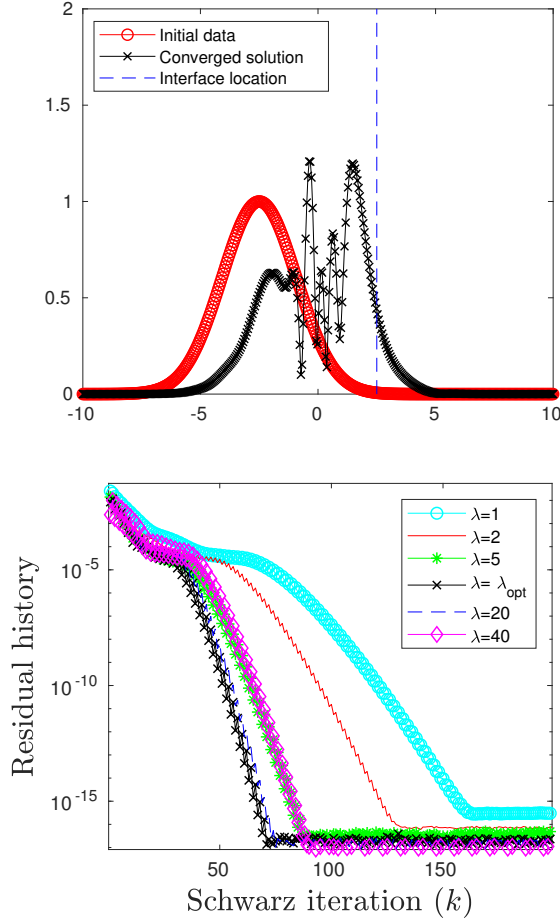 2
1.5
1
0.5
0
-10
-5
0
5
10
Initial data
Converged solution
Interface location
10^-5
10^-10
10^-15
50
100
150
λ=1
λ=2
λ=5
λ= λ_opt
λ=20
λ=40
Residual history
Schwarz iteration (k)